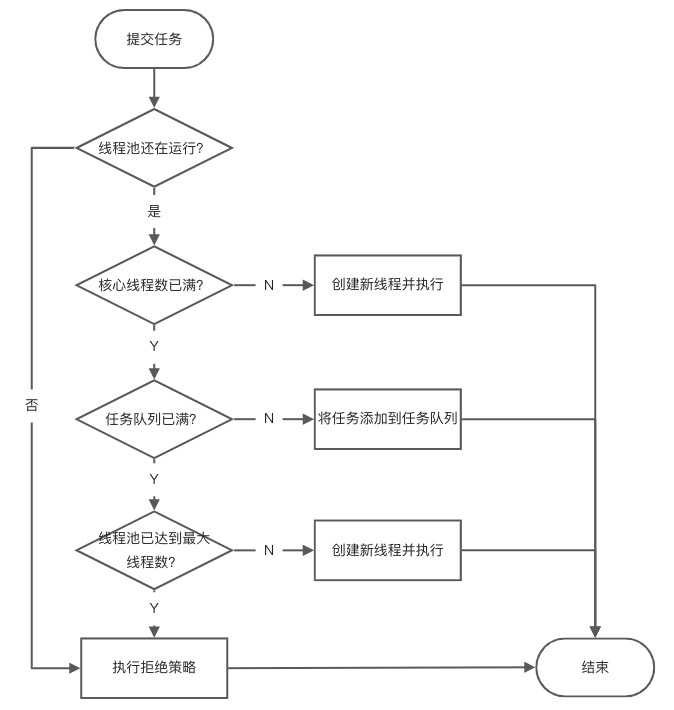 提交任务
线程池还在运行?
是
核心线程数已满?
N
创建新线程并执行
Y
否
任务队列已满?
N
将任务添加到任务队列
Y
线程池已达到最大
线程数?
N
创建新线程并执行
Y
执行拒绝策略
结束